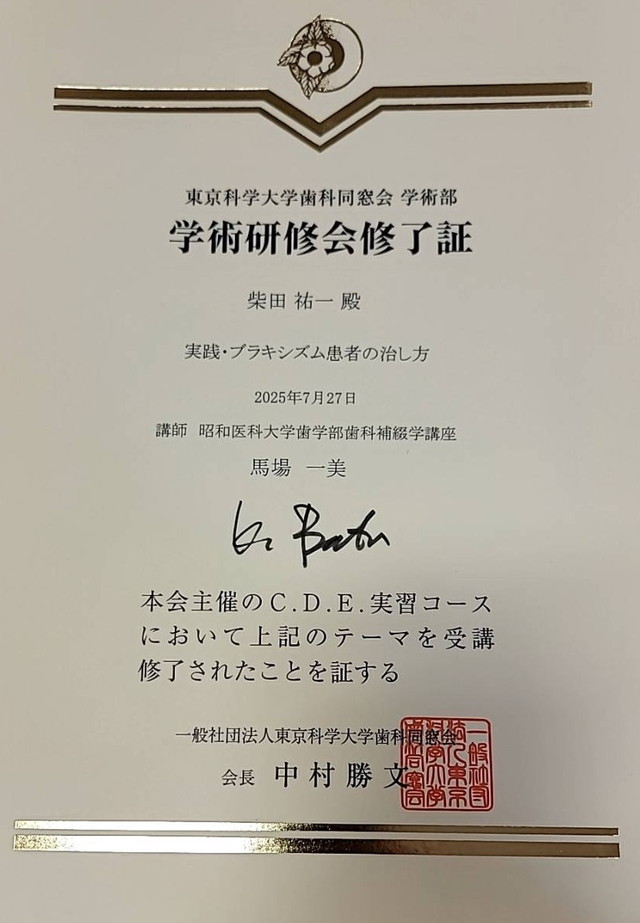 東京科学大学歯科同窓会 学術部
学術研修会修了証
柴田 祐一 殿
実践・ブラキシズム患者の治し方
2025年7月27日
講師 昭和医科大学歯学部歯科補綴学講座
馬場 一美
本会主催のC.D.E.実習コース
において上記のテーマを受講
修了されたことを証する
一般社団法人東京科学大学歯科同窓会
会長 中村勝文